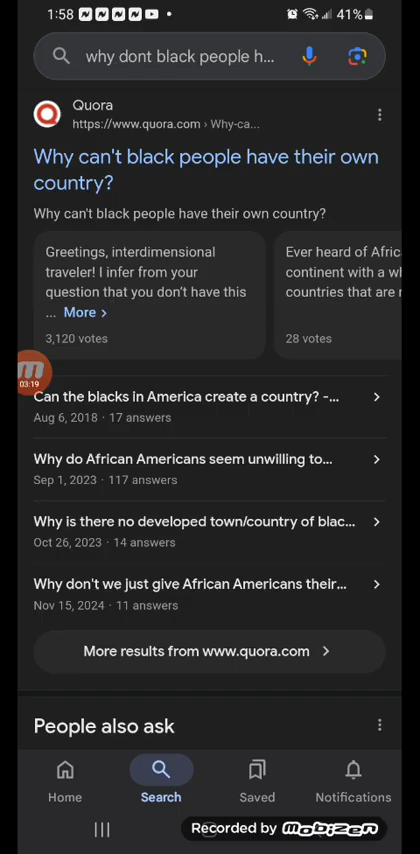 1:58
41%
why dont black people h...
Quora
https://www.quora.com › Why-ca...
Why can't black people have their own
country?
Why can't black people have their own country?
Greetings, interdimensional
traveler! I infer from your
question that you don't have this
... More ›
3,120 votes
Ever heard of Afric
continent with a wh
countries that are n
28 votes
03:19
Can the blacks in America create a country? -...
Aug 6, 2018 · 17 answers
Why do African Americans seem unwilling to...
Sep 1, 2023 · 117 answers
Why is there no developed town/country of blac...
Oct 26, 2023 · 14 answers
Why don't we just give African Americans their...
Nov 15, 2024 · 11 answers
More results from www.quora.com
People also ask
Home
Search
Saved
Notifications
Recorded by mobizen